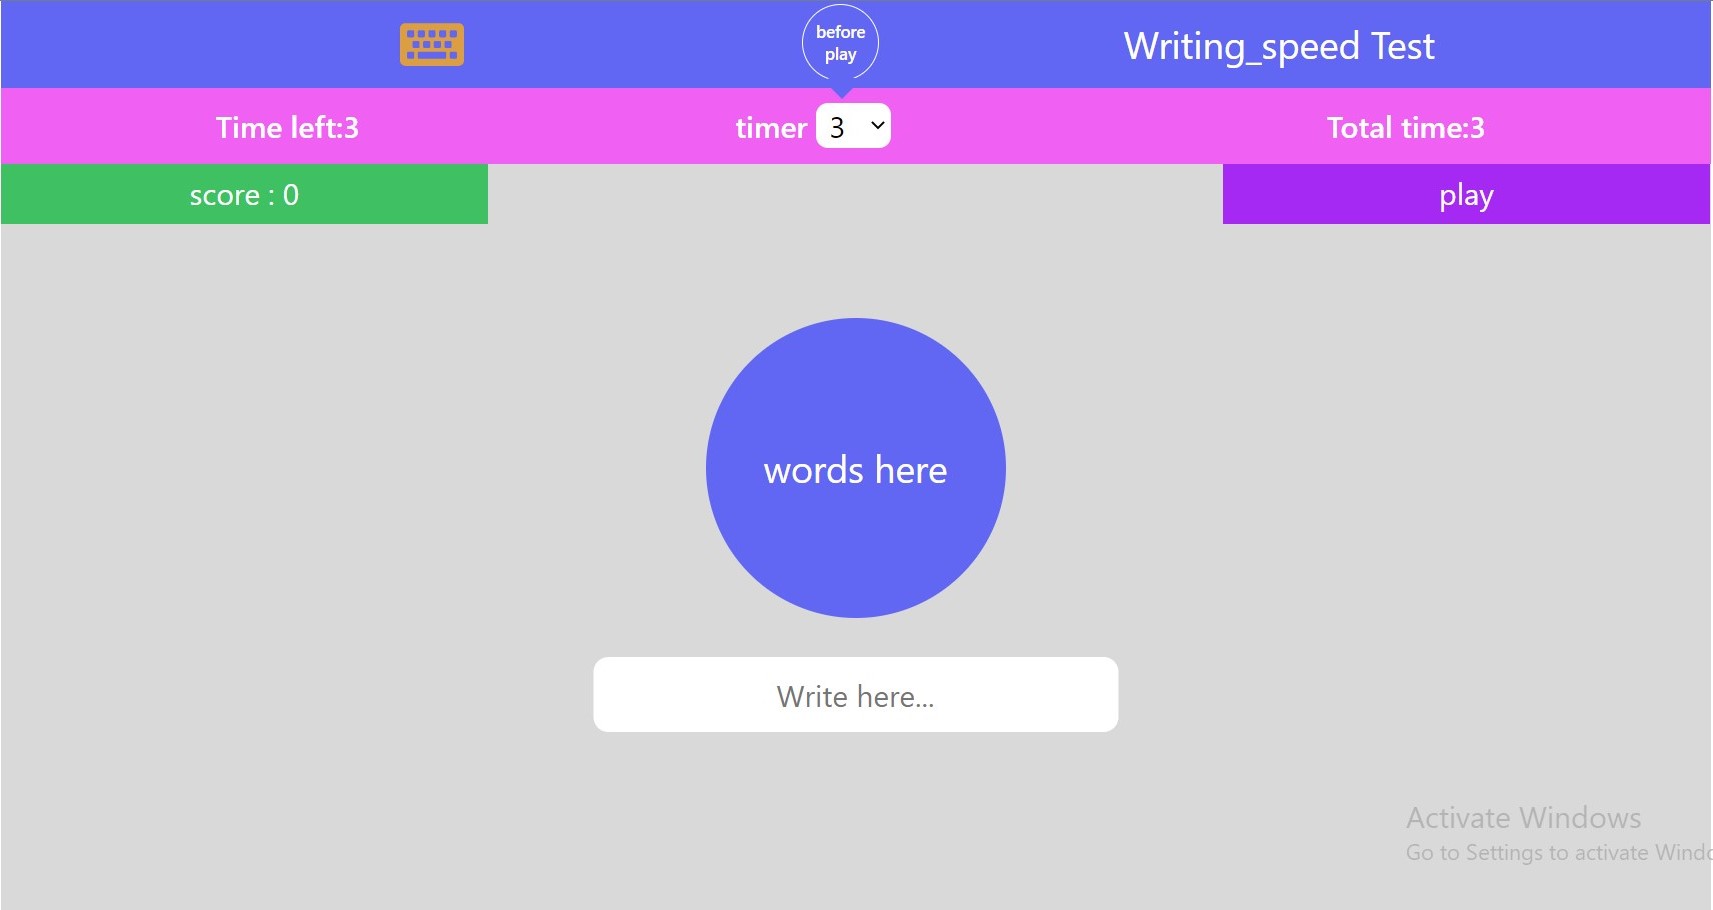 before
play
Writing_speed Test
Time left:3
timer 3
Total time:3
score : 0
play
words here
Write here...
Activate Windows
Go to Settings to activate Windo